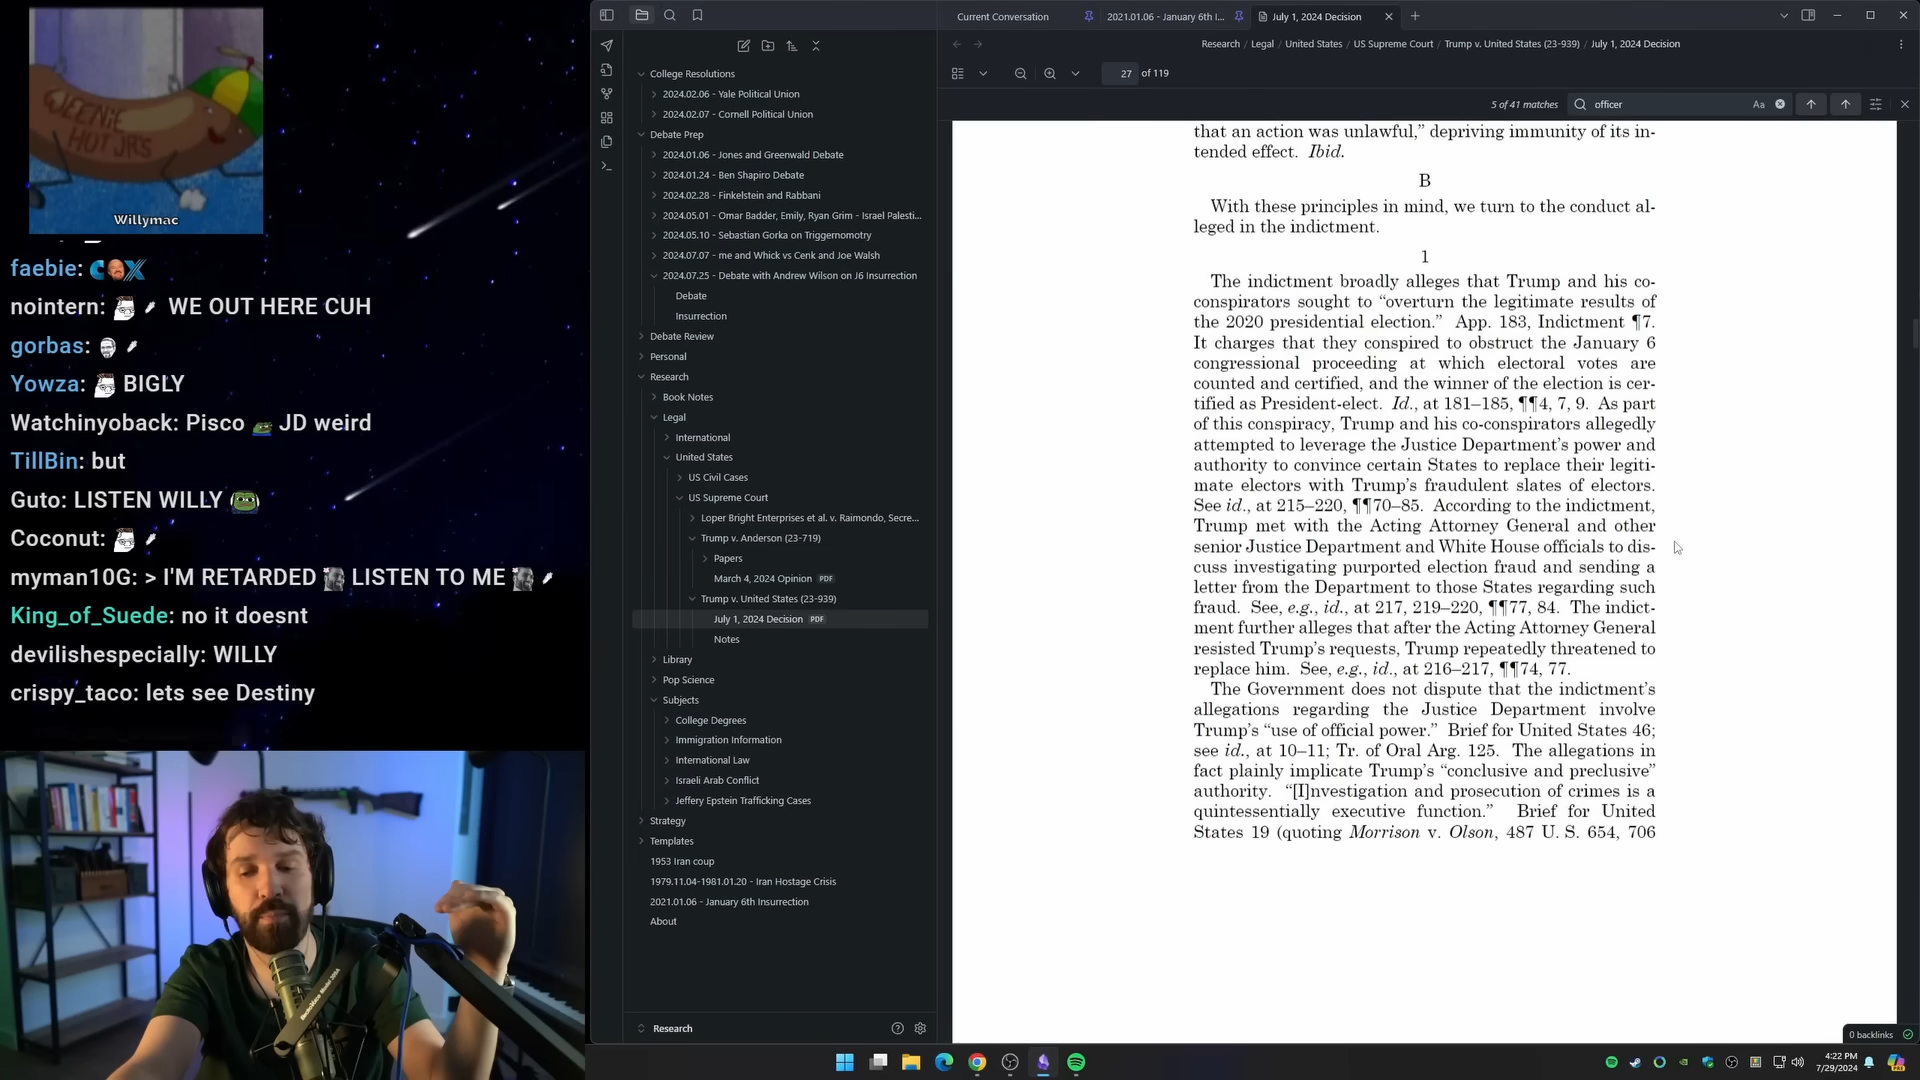 WEENIE
HUT JR'S
Willymac
faebie:
nointern: WE OUT HERE CUH
gorbas:
Yowza: BIGLY
Watchinyoback: Pisco JD weird
TillBin: but
Guto: LISTEN WILLY
Coconut:
myman10G: > I'M RETARDED LISTEN TO ME
King_of_Suede: no it doesnt
devilishespecially: WILLY
crispy_taco: lets see Destiny
College Resolutions
2024.02.06 - Yale Political Union
2024.02.07 - Cornell Political Union
Debate Prep
2024.01.06 - Jones and Greenwald Debate
2024.01.24 - Ben Shapiro Debate
2024.02.28 - Finkelstein and Rabbani
2024.05.01 - Omar Badder, Emily, Ryan Grim - Israel Palesti...
2024.05.10 - Sebastian Gorka on Triggernomotry
2024.07.07 - me and Whick vs Cenk and Joe Walsh
2024.07.25 - Debate with Andrew Wilson on J6 Insurrection
Debate
Insurrection
Debate Review
Personal
Research
Book Notes
Legal
International
United States
US Civil Cases
US Supreme Court
Loper Bright Enterprises et al. v. Raimondo, Secre...
Trump v. Anderson (23-719)
Papers
March 4, 2024 Opinion PDF
Trump v. United States (23-939)
July 1, 2024 Decision PDF
Notes
Library
Pop Science
Subjects
College Degrees
Immigration Information
International Law
Israeli Arab Conflict
Jeffery Epstein Trafficking Cases
Strategy
Templates
1953 Iran coup
1979.11.04-1981.01.20 - Iran Hostage Crisis
2021.01.06 - January 6th Insurrection
About
Research
Current Conversation
2021.01.06 - January 6th I...
July 1, 2024 Decision
Research / Legal / United States / US Supreme Court / Trump v. United States (23-939) / July 1, 2024 Decision
27 of 119
5 of 41 matches
officer
Aa
that an action was unlawful,” depriving immunity of its in-
tended effect. Ibid.
B
With these principles in mind, we turn to the conduct al-
leged in the indictment.
1
The indictment broadly alleges that Trump and his co-
conspirators sought to “overturn the legitimate results of
the 2020 presidential election.” App. 183, Indictment ¶7.
It charges that they conspired to obstruct the January 6
congressional proceeding at which electoral votes are
counted and certified, and the winner of the election is cer-
tified as President-elect. Id., at 181–185, ¶¶4, 7, 9. As part
of this conspiracy, Trump and his co-conspirators allegedly
attempted to leverage the Justice Department’s power and
authority to convince certain States to replace their legiti-
mate electors with Trump’s fraudulent slates of electors.
See id., at 215–220, ¶¶70–85. According to the indictment,
Trump met with the Acting Attorney General and other
senior Justice Department and White House officials to dis-
cuss investigating purported election fraud and sending a
letter from the Department to those States regarding such
fraud. See, e.g., id., at 217, 219–220, ¶¶77, 84. The indict-
ment further alleges that after the Acting Attorney General
resisted Trump’s requests, Trump repeatedly threatened to
replace him. See, e.g., id., at 216–217, ¶¶74, 77.
The Government does not dispute that the indictment’s
allegations regarding the Justice Department involve
Trump’s “use of official power.” Brief for United States 46;
see id., at 10–11; Tr. of Oral Arg. 125. The allegations in
fact plainly implicate Trump’s “conclusive and preclusive”
authority. “[I]nvestigation and prosecution of crimes is a
quintessentially executive function.” Brief for United
States 19 (quoting Morrison v. Olson, 487 U. S. 654, 706
0 backlinks
4:22 PM
7/29/2024